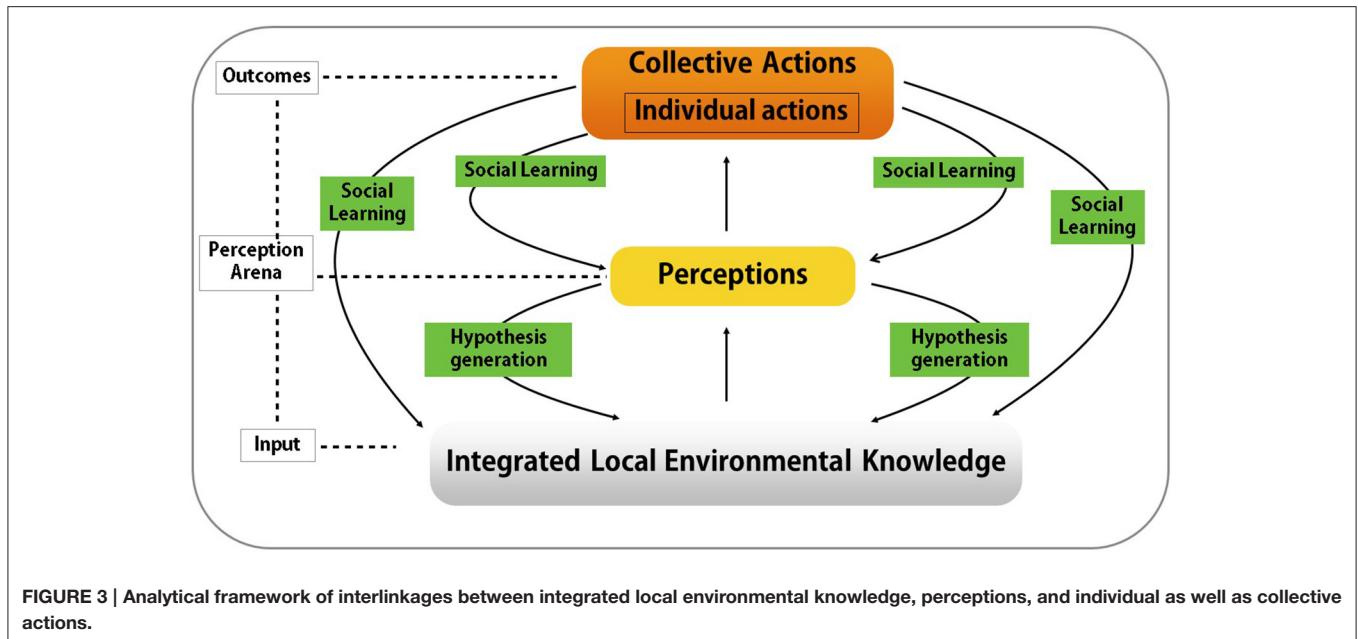 Outcomes
Collective Actions
Individual actions
Social Learning
Social Learning
Social
Learning
Social
Learning
Perception
Arena
Perceptions
Hypothesis
generation
Hypothesis
generation
Input
Integrated Local Environmental Knowledge
FIGURE 3 | Analytical framework of interlinkages between integrated local environmental knowledge, perceptions, and individual as well as collective
actions.